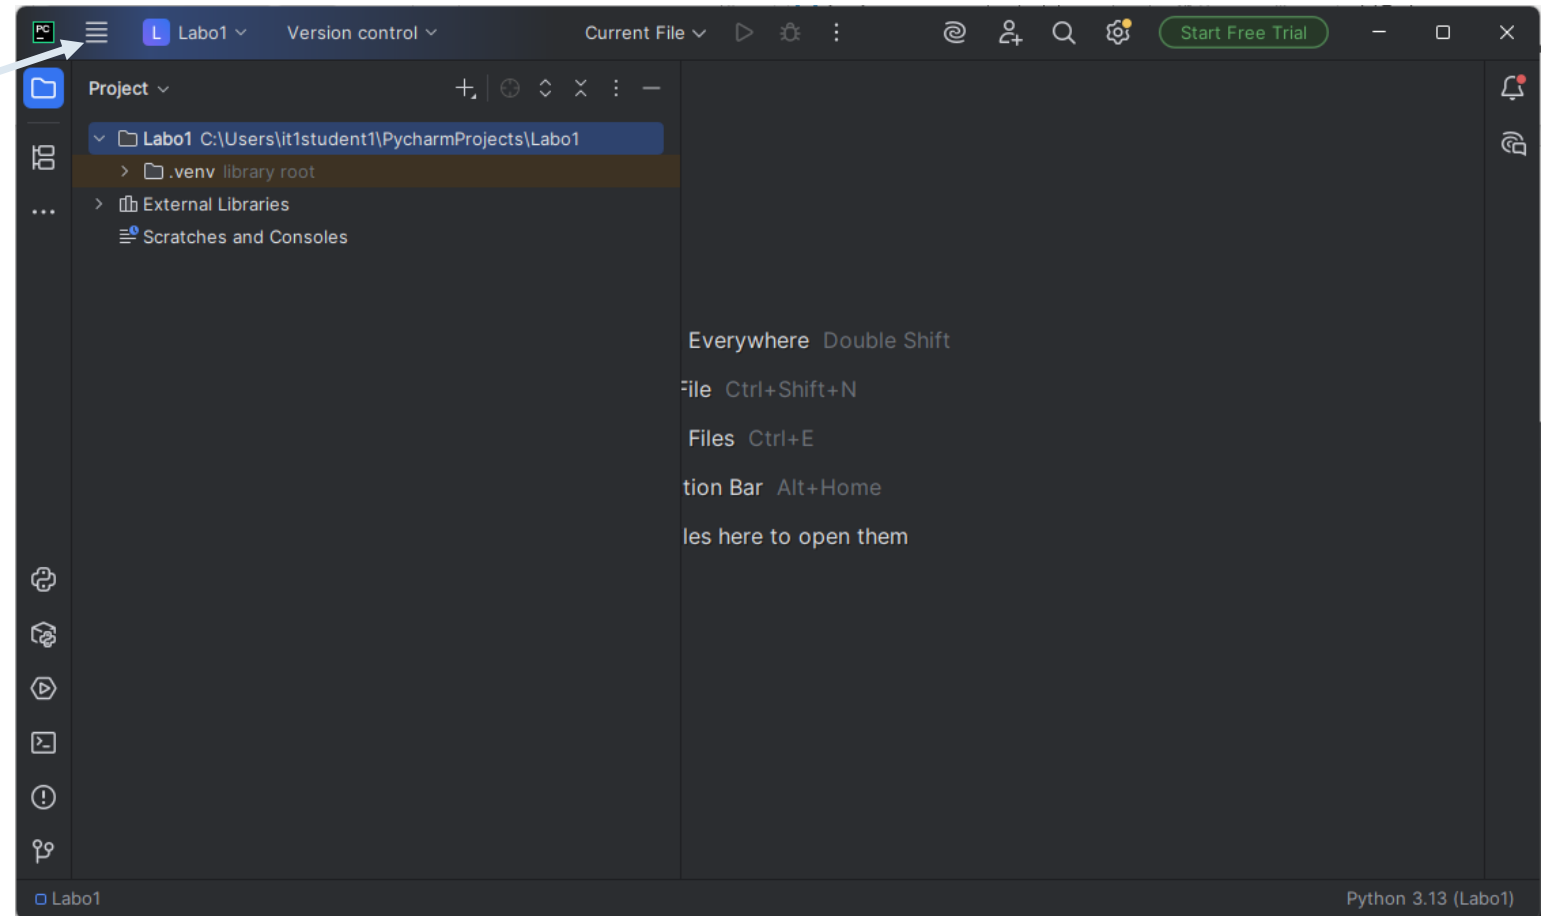 PC
L Labo1 Version control Current File Start Free Trial
Project
Labo1 C:\Users\it1student1\PycharmProjects\Labo1
.venv library root
External Libraries
Scratches and Consoles
Everywhere Double Shift
File Ctrl+Shift+N
Files Ctrl+E
tion Bar Alt+Home
les here to open them
Labo1 Python 3.13 (Labo1)